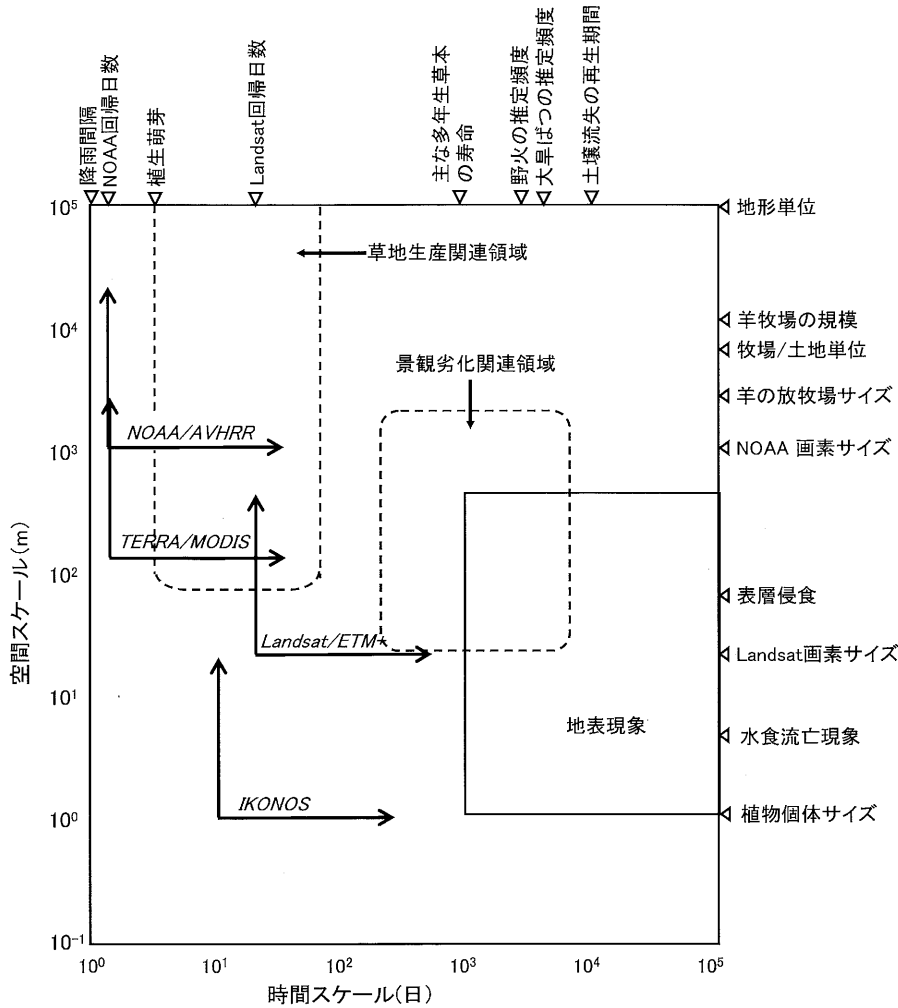 降雨間隔
NOAA回帰日数
植生萌芽
Landsat回帰日数
主な多年生草本
の寿命
野火の推定頻度
大旱ばつの推定頻度
土壌流失の再生期間
10⁵
10⁴
10³
10²
10¹
10⁰
10⁻¹
空間スケール(m)
草地生産関連領域
景観劣化関連領域
NOAA/AVHRR
TERRA/MODIS
Landsat/ETM+
IKONOS
地表現象
地形単位
羊牧場の規模
牧場/土地単位
羊の放牧場サイズ
NOAA 画素サイズ
表層侵食
Landsat画素サイズ
水食流亡現象
植物個体サイズ
10⁰
10¹
10²
10³
10⁴
10⁵
時間スケール(日)